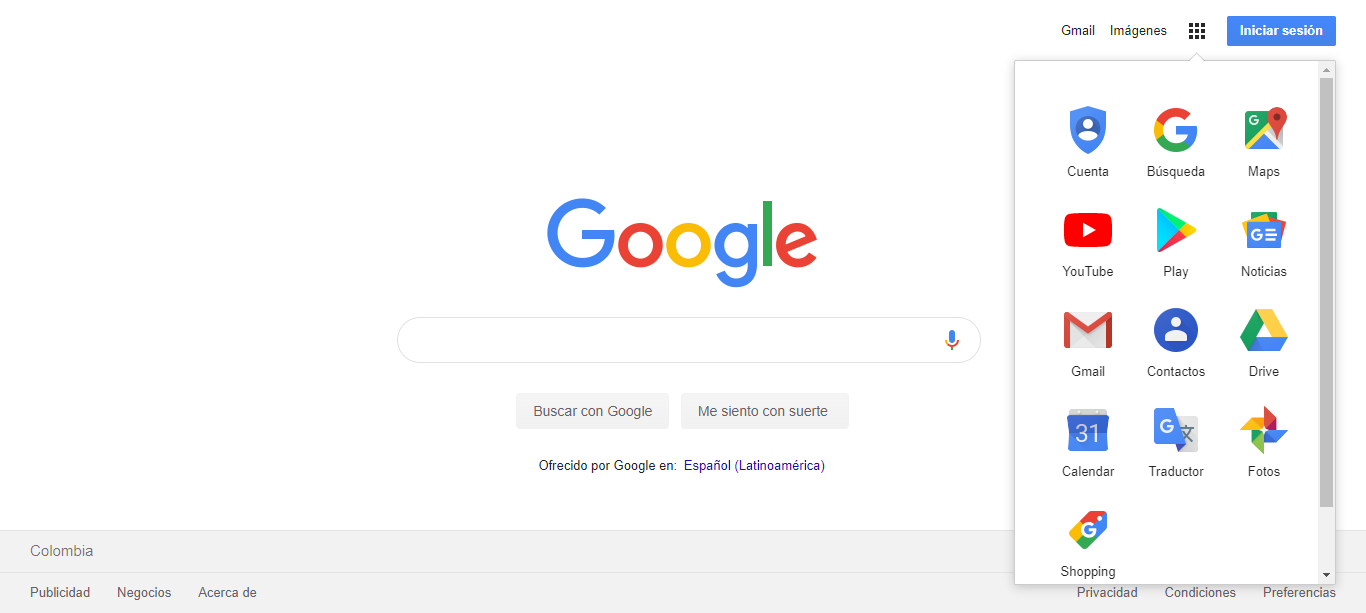 Gmail Imágenes Iniciar sesión
Cuenta Búsqueda Maps
YouTube Play Noticias
Gmail Contactos Drive
31
Calendar Traductor Fotos
Shopping
Google
Buscar con Google Me siento con suerte
Ofrecido por Google en: Español (Latinoamérica)
Colombia
Publicidad Negocios Acerca de Privacidad Condiciones Preferencias